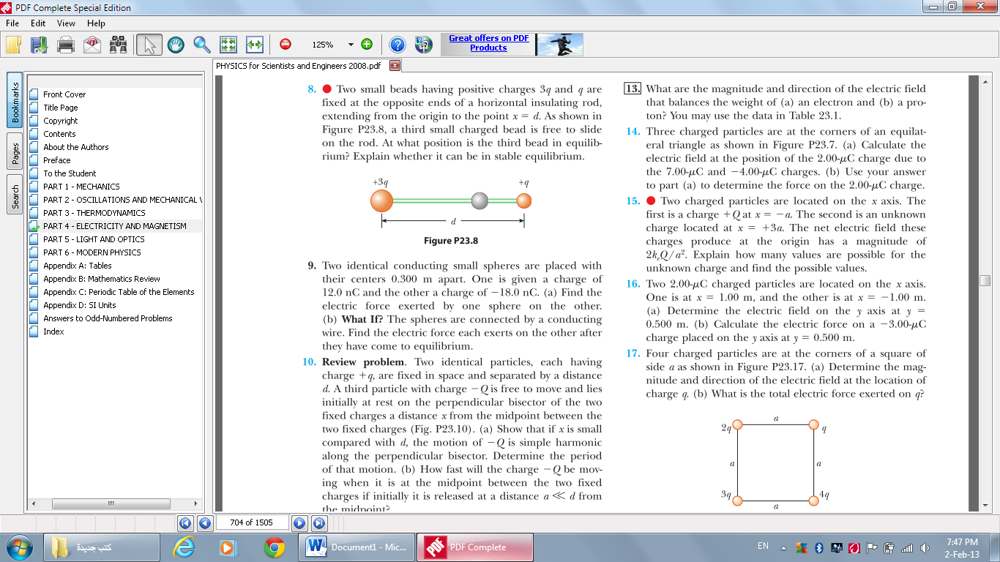 PDF Complete Special Edition
File Edit View Help
125%
Great offers on PDF
Products
PHYSICS for Scientists and Engineers 2008.pdf
Bookmarks
Pages
Search
Front Cover
Title Page
Copyright
Contents
About the Authors
Preface
To the Student
PART 1 - MECHANICS
PART 2 - OSCILLATIONS AND MECHANICAL
PART 3 - THERMODYNAMICS
PART 4 - ELECTRICITY AND MAGNETISM
PART 5 - LIGHT AND OPTICS
PART 6 - MODERN PHYSICS
Appendix A: Tables
Appendix B: Mathematics Review
Appendix C: Periodic Table of the Elements
Appendix D: SI Units
Answers to Odd-Numbered Problems
Index
8. Two small beads having positive charges 3q and q are
fixed at the opposite ends of a horizontal insulating rod,
extending from the origin to the point x = d. As shown in
Figure P23.8, a third small charged bead is free to slide
on the rod. At what position is the third bead in equilib-
rium? Explain whether it can be in stable equilibrium.
+3q +q
d
Figure P23.8
9. Two identical conducting small spheres are placed with
their centers 0.300 m apart. One is given a charge of
12.0 nC and the other a charge of −18.0 nC. (a) Find the
electric force exerted by one sphere on the other.
(b) What If? The spheres are connected by a conducting
wire. Find the electric force each exerts on the other after
they have come to equilibrium.
10. Review problem. Two identical particles, each having
charge +q, are fixed in space and separated by a distance
d. A third particle with charge −Q is free to move and lies
initially at rest on the perpendicular bisector of the two
fixed charges a distance x from the midpoint between the
two fixed charges (Fig. P23.10). (a) Show that if x is small
compared with d, the motion of −Q is simple harmonic
along the perpendicular bisector. Determine the period
of that motion. (b) How fast will the charge −Q be mov-
ing when it is at the midpoint between the two fixed
charges if initially it is released at a distance a ≪ d from
the midpoint?
13. What are the magnitude and direction of the electric field
that balances the weight of (a) an electron and (b) a pro-
ton? You may use the data in Table 23.1.
14. Three charged particles are at the corners of an equilat-
eral triangle as shown in Figure P23.7. (a) Calculate the
electric field at the position of the 2.00-μC charge due to
the 7.00-μC and −4.00-μC charges. (b) Use your answer
to part (a) to determine the force on the 2.00-μC charge.
15. Two charged particles are located on the x axis. The
first is a charge +Q at x = −a. The second is an unknown
charge located at x = +3a. The net electric field these
charges produce at the origin has a magnitude of
2kₑQ/a². Explain how many values are possible for the
unknown charge and find the possible values.
16. Two 2.00-μC charged particles are located on the x axis.
One is at x = 1.00 m, and the other is at x = −1.00 m.
(a) Determine the electric field on the y axis at y =
0.500 m. (b) Calculate the electric force on a −3.00-μC
charge placed on the y axis at y = 0.500 m.
17. Four charged particles are at the corners of a square of
side a as shown in Figure P23.17. (a) Determine the mag-
nitude and direction of the electric field at the location of
charge q. (b) What is the total electric force exerted on q?
a
2q q
a a
3q 4q
a
704 of 1505
كتب جديدة
Document1 - Mic...
PDF Complete
EN
7:47 PM
2-Feb-13